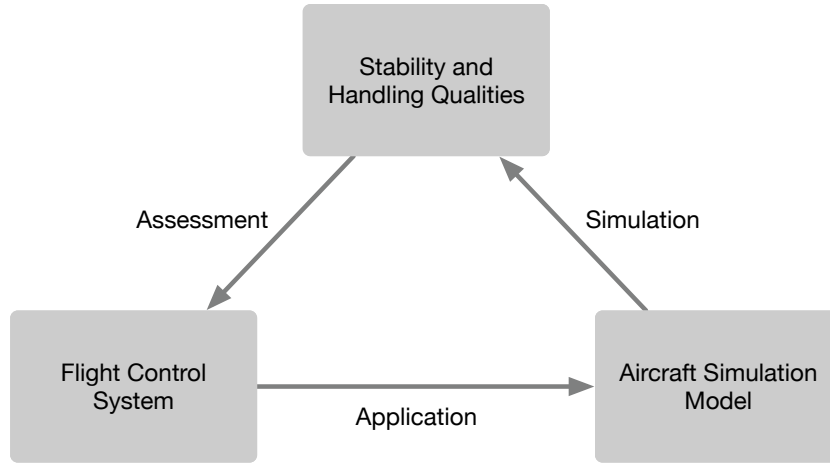 Stability and
Handling Qualities
Assessment
Simulation
Flight Control
System
Application
Aircraft Simulation
Model